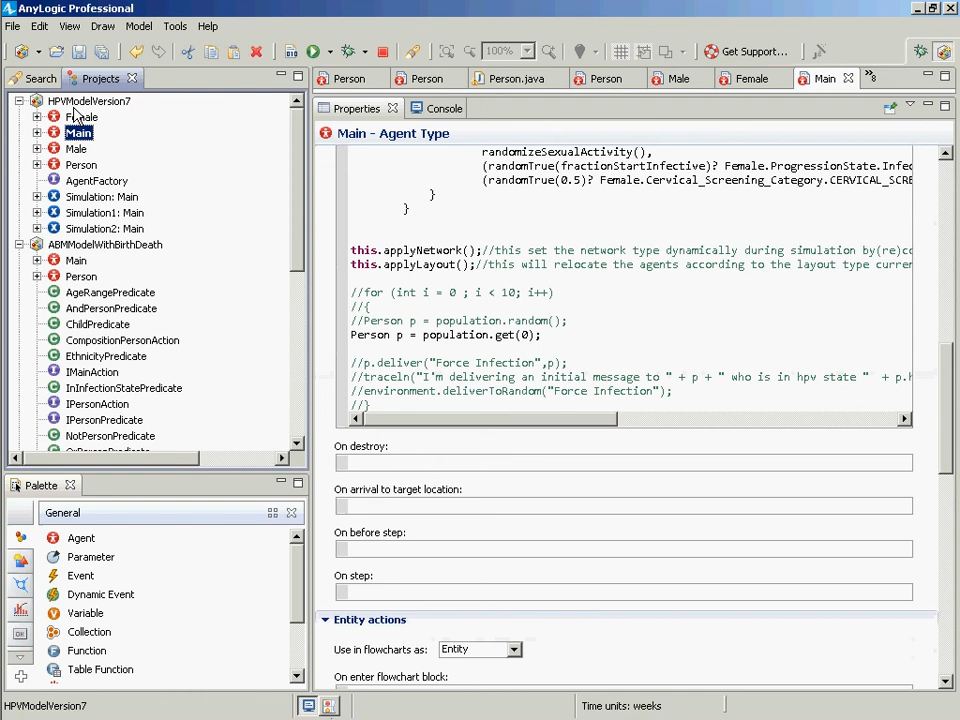 AnyLogic Professional
File Edit View Draw Model Tools Help
100% Get Support...
Search Projects
Person Person Person.java Person Male Female Main 8
HPVModelVersion7
Female
Main
Male
Person
AgentFactory
Simulation: Main
Simulation1: Main
Simulation2: Main
ABMModelWithBirthDeath
Main
Person
AgeRangePredicate
AndPersonPredicate
ChildPredicate
CompositionPersonAction
EthnicityPredicate
IMainAction
InInfectionStatePredicate
IPersonAction
IPersonPredicate
NotPersonPredicate
OrPersonPredicate
Palette
General
Agent
Parameter
Event
Dynamic Event
Variable
Collection
Function
Table Function
Properties Console
Main - Agent Type
randomizeSexualActivity(),
(randomTrue(fractionStartInfective)? Female.ProgressionState.Infec
(randomTrue(0.5)? Female.Cervical_Screening_Category.CERVICAL_SCRE
}
}
this.applyNetwork();//this set the network type dynamically during simulation by(re)co
this.applyLayout();//this will relocate the agents according to the layout type curren
//for (int i = 0 ; i < 10; i++)
//{
//Person p = population.random();
Person p = population.get(0);
//p.deliver("Force Infection",p);
//traceln("I'm delivering an initial message to " + p + " who is in hpv state " + p.h
//environment.deliverToRandom("Force Infection");
//}
On destroy:
On arrival to target location:
On before step:
On step:
Entity actions
Use in flowcharts as: Entity
On enter flowchart block:
HPVModelVersion7
Time units: weeks